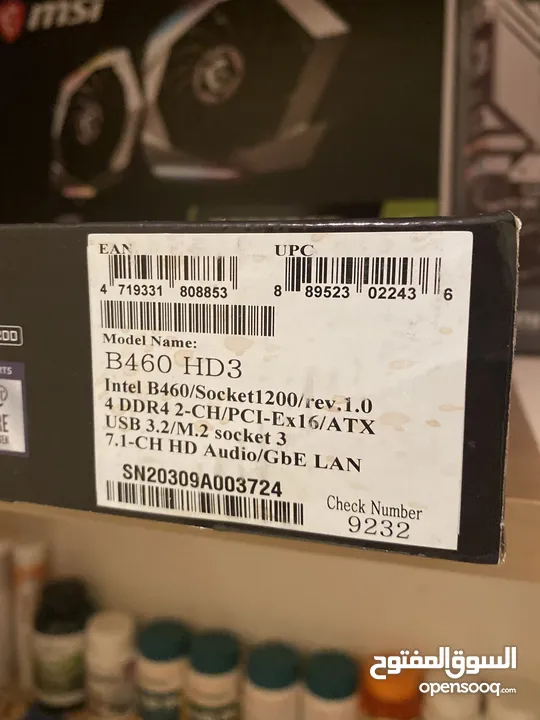 msi
EAN
UPC
4 719331 808853
8 89523 02243 6
Model Name:
B460 HD3
Intel B460/Socket1200/rev.1.0
4 DDR4 2-CH/PCI-Ex16/ATX
USB 3.2/M.2 socket 3
7.1-CH HD Audio/GbE LAN
SN20309A003724
Check Number
9232
السوق المفتوح
opensooq.com